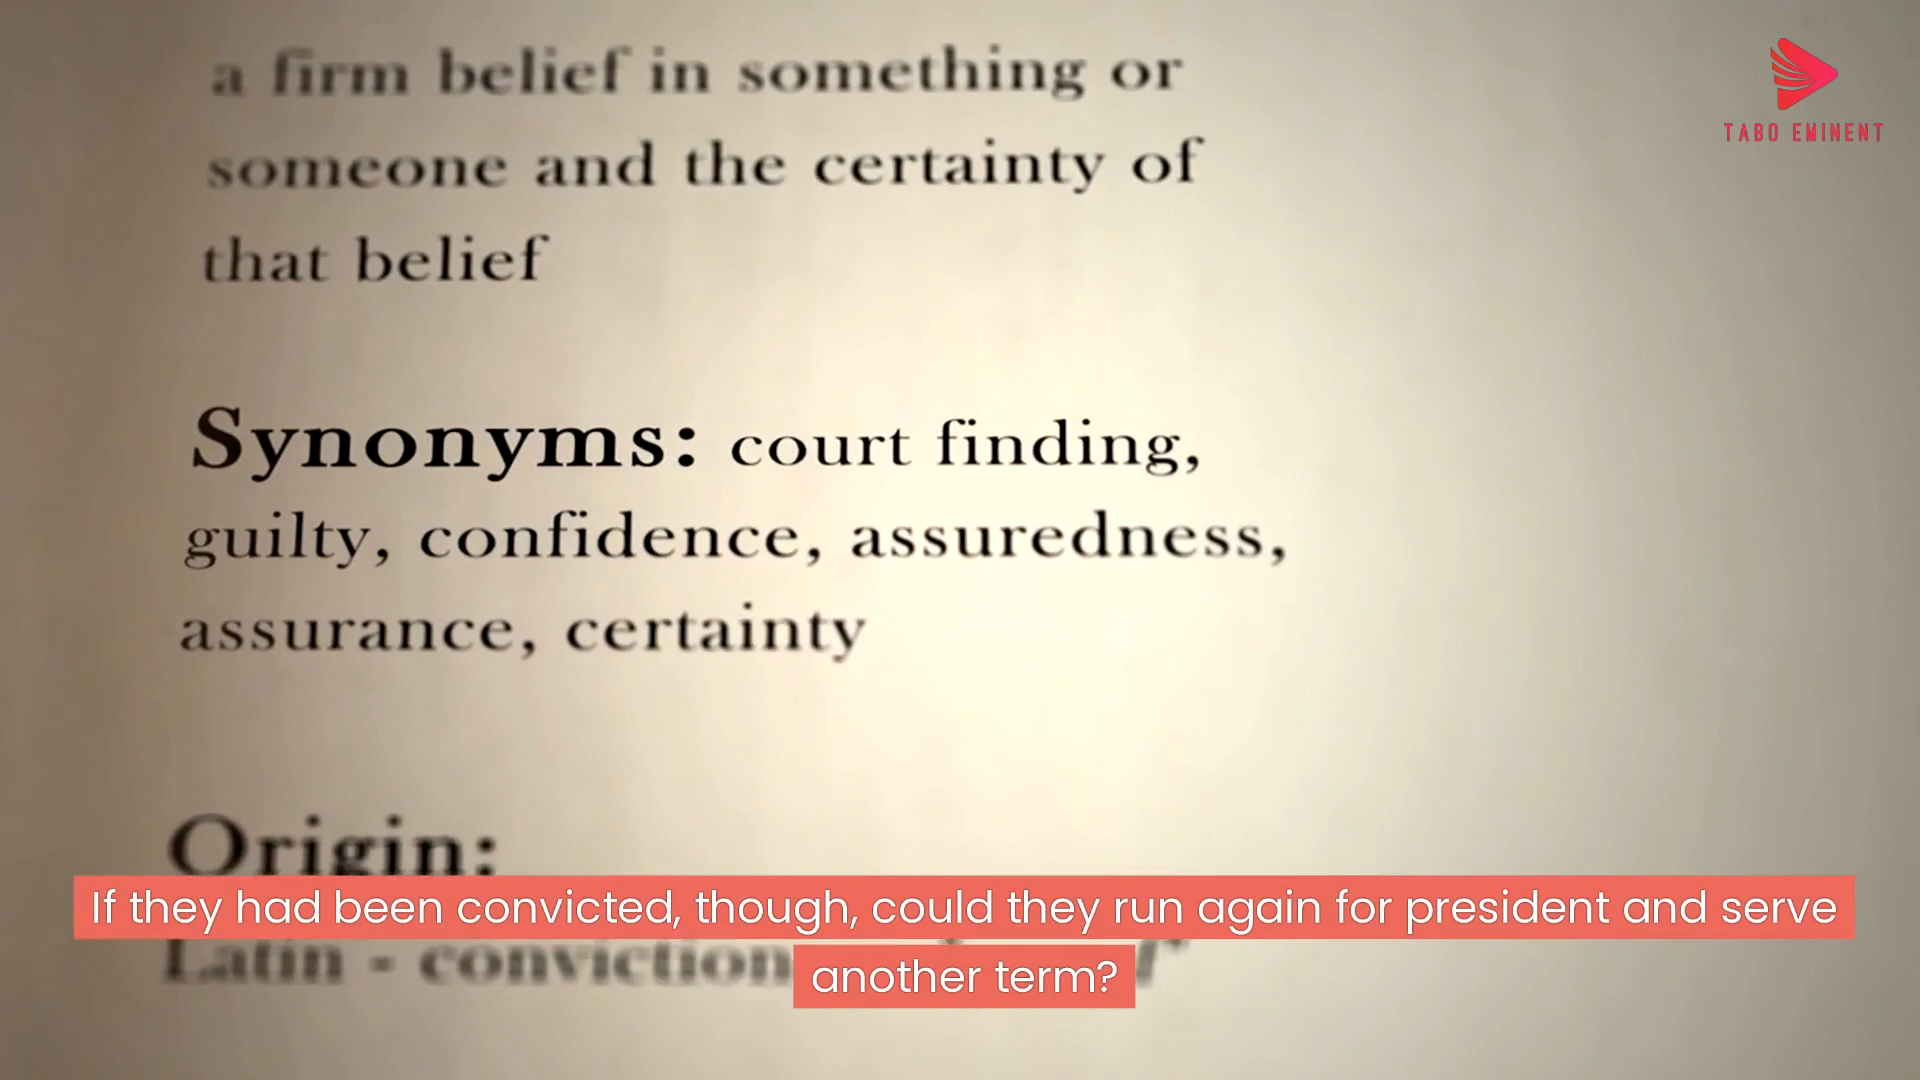 a firm belief in something or
TABO EMINENT
someone and the certainty of
that belief
Synonyms: court finding,
guilty, confidence, assuredness,
assurance, certainty
Origin:
If they had been convicted, though, could they run again for president and serve
another term?
Latin - conviction